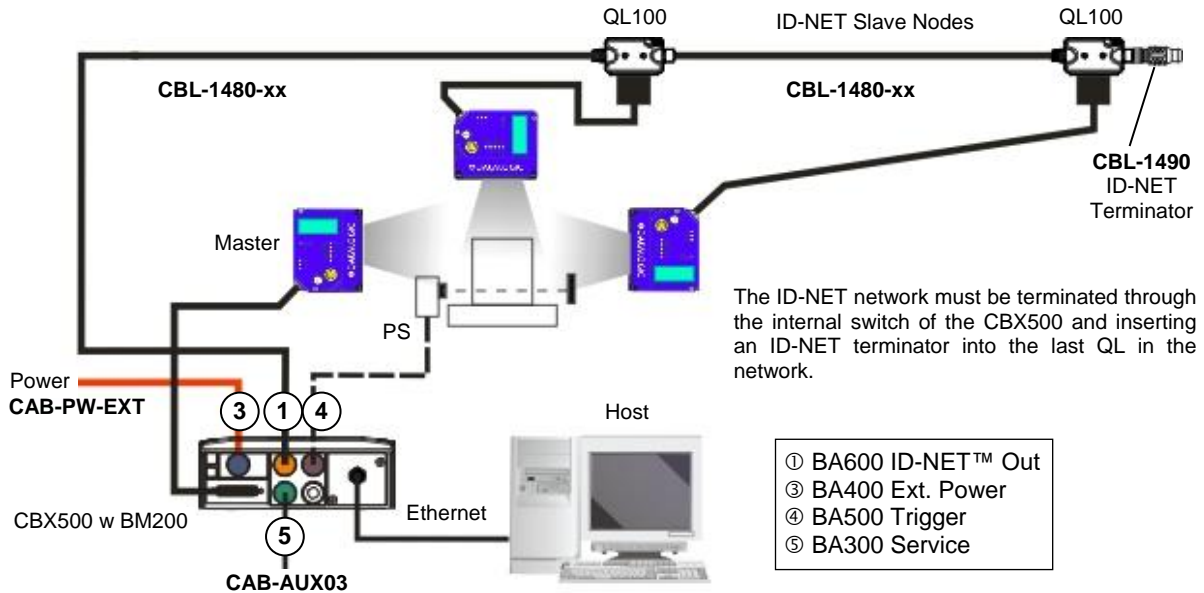 QL100
ID-NET Slave Nodes
QL100
CBL-1480-xx
CBL-1480-xx
CBL-1490
ID-NET
Terminator
Master
PS
The ID-NET network must be terminated through
the internal switch of the CBX500 and inserting
an ID-NET terminator into the last QL in the
network.
Power
CAB-PW-EXT
3
1
4
Host
① BA600 ID-NET™ Out
③ BA400 Ext. Power
④ BA500 Trigger
⑤ BA300 Service
CBX500 w BM200
Ethernet
5
CAB-AUX03